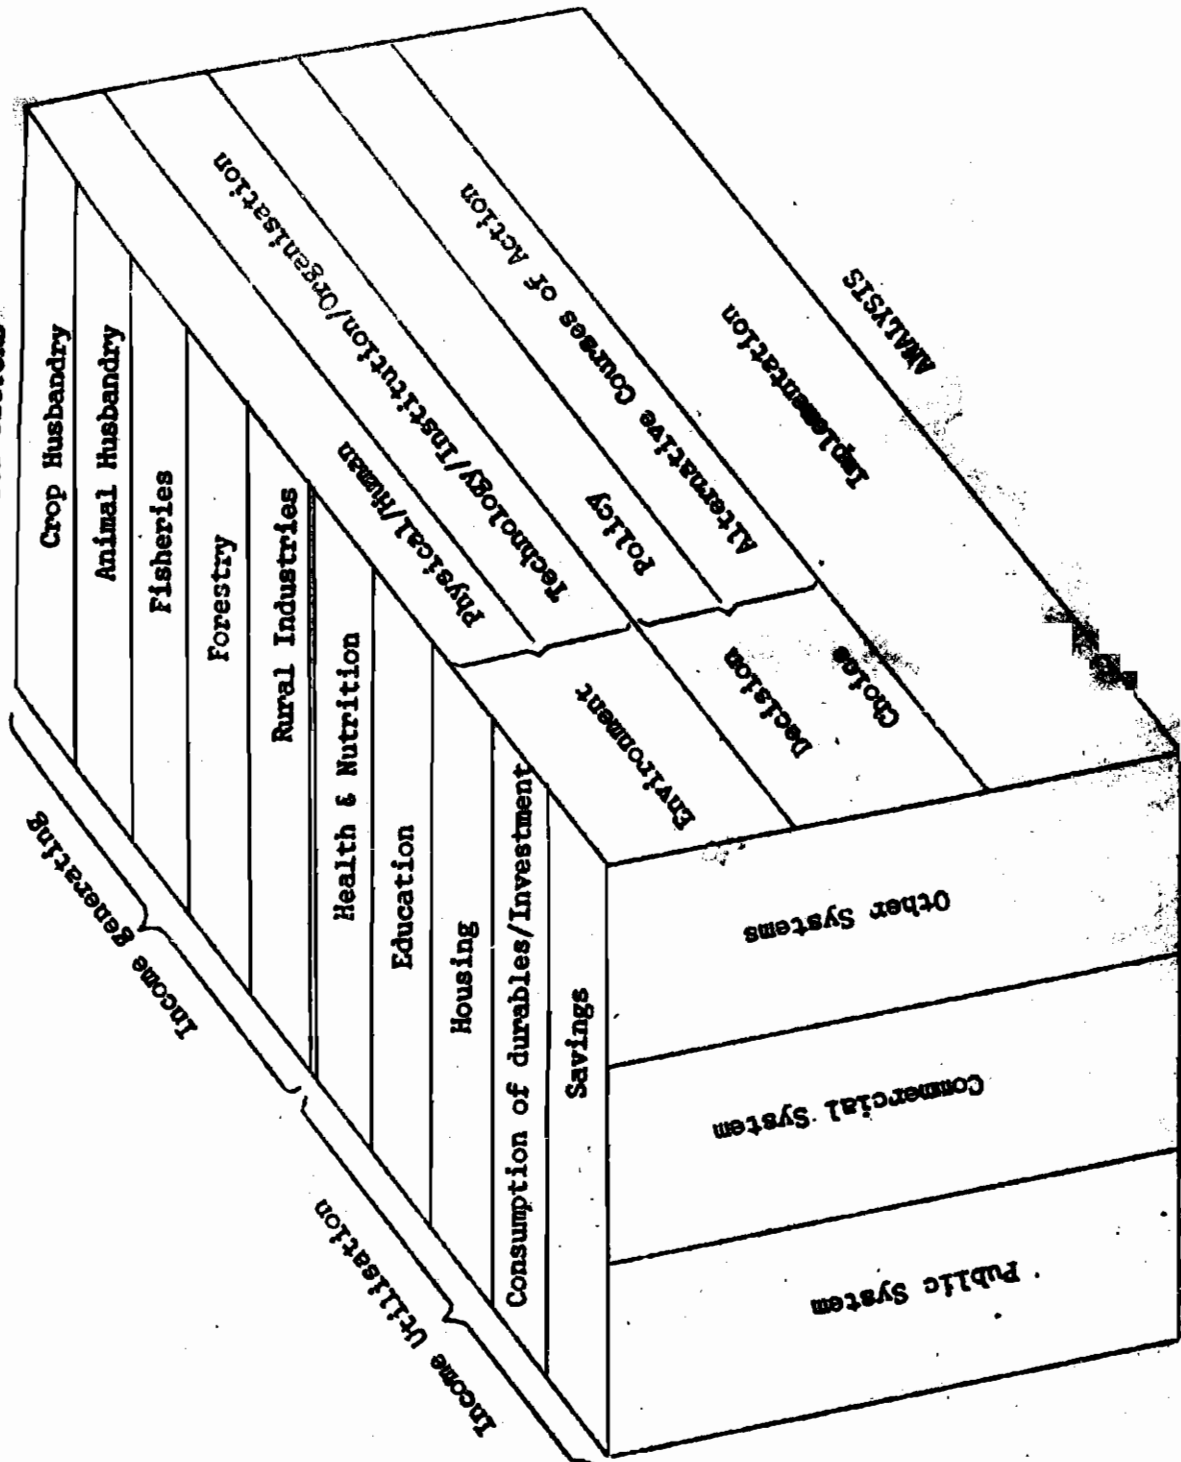 Crop Husbandry
Animal Husbandry
Fisheries
Forestry
Rural Industries
Health & Nutrition
Education
Housing
Consumption of durables/Investment
Savings
Income generating
Income Utilisation
Physical/Human
Technology/Institution/Organisation
Policy
Alternative Courses of Action
Implementation
ANALYSIS
Environment
Decision
Choice
Other Systems
Commercial System
Public System